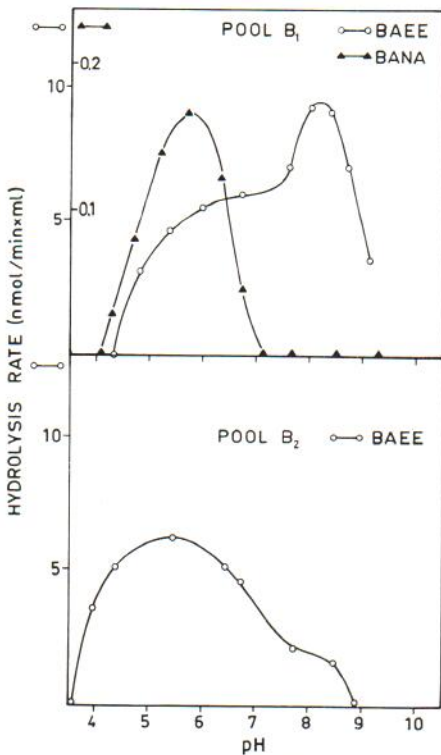 POOL B₁
BAEE
BANA
10
5
0.2
0.1
POOL B₂ BAEE
10
5
4 5 6 7 8 9 10
pH
HYDROLYSIS RATE (nmol/min×ml)